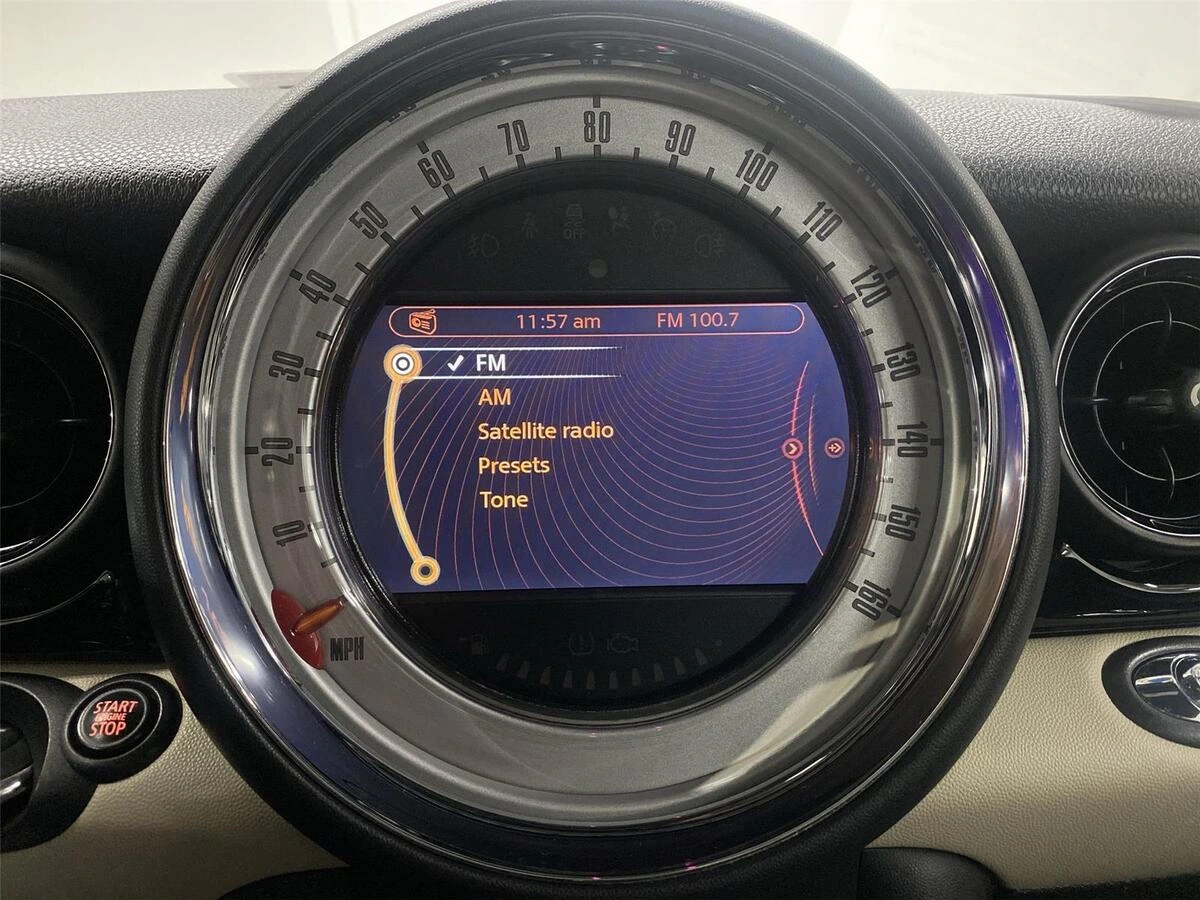 80
70
90
60
100
50
110
OFF
40
120
11:57 am
FM 100.7
30
130
FM
AM
Satellite radio
Presets
Tone
20
140
10
150
160
MPH
START
ENGINE
STOP